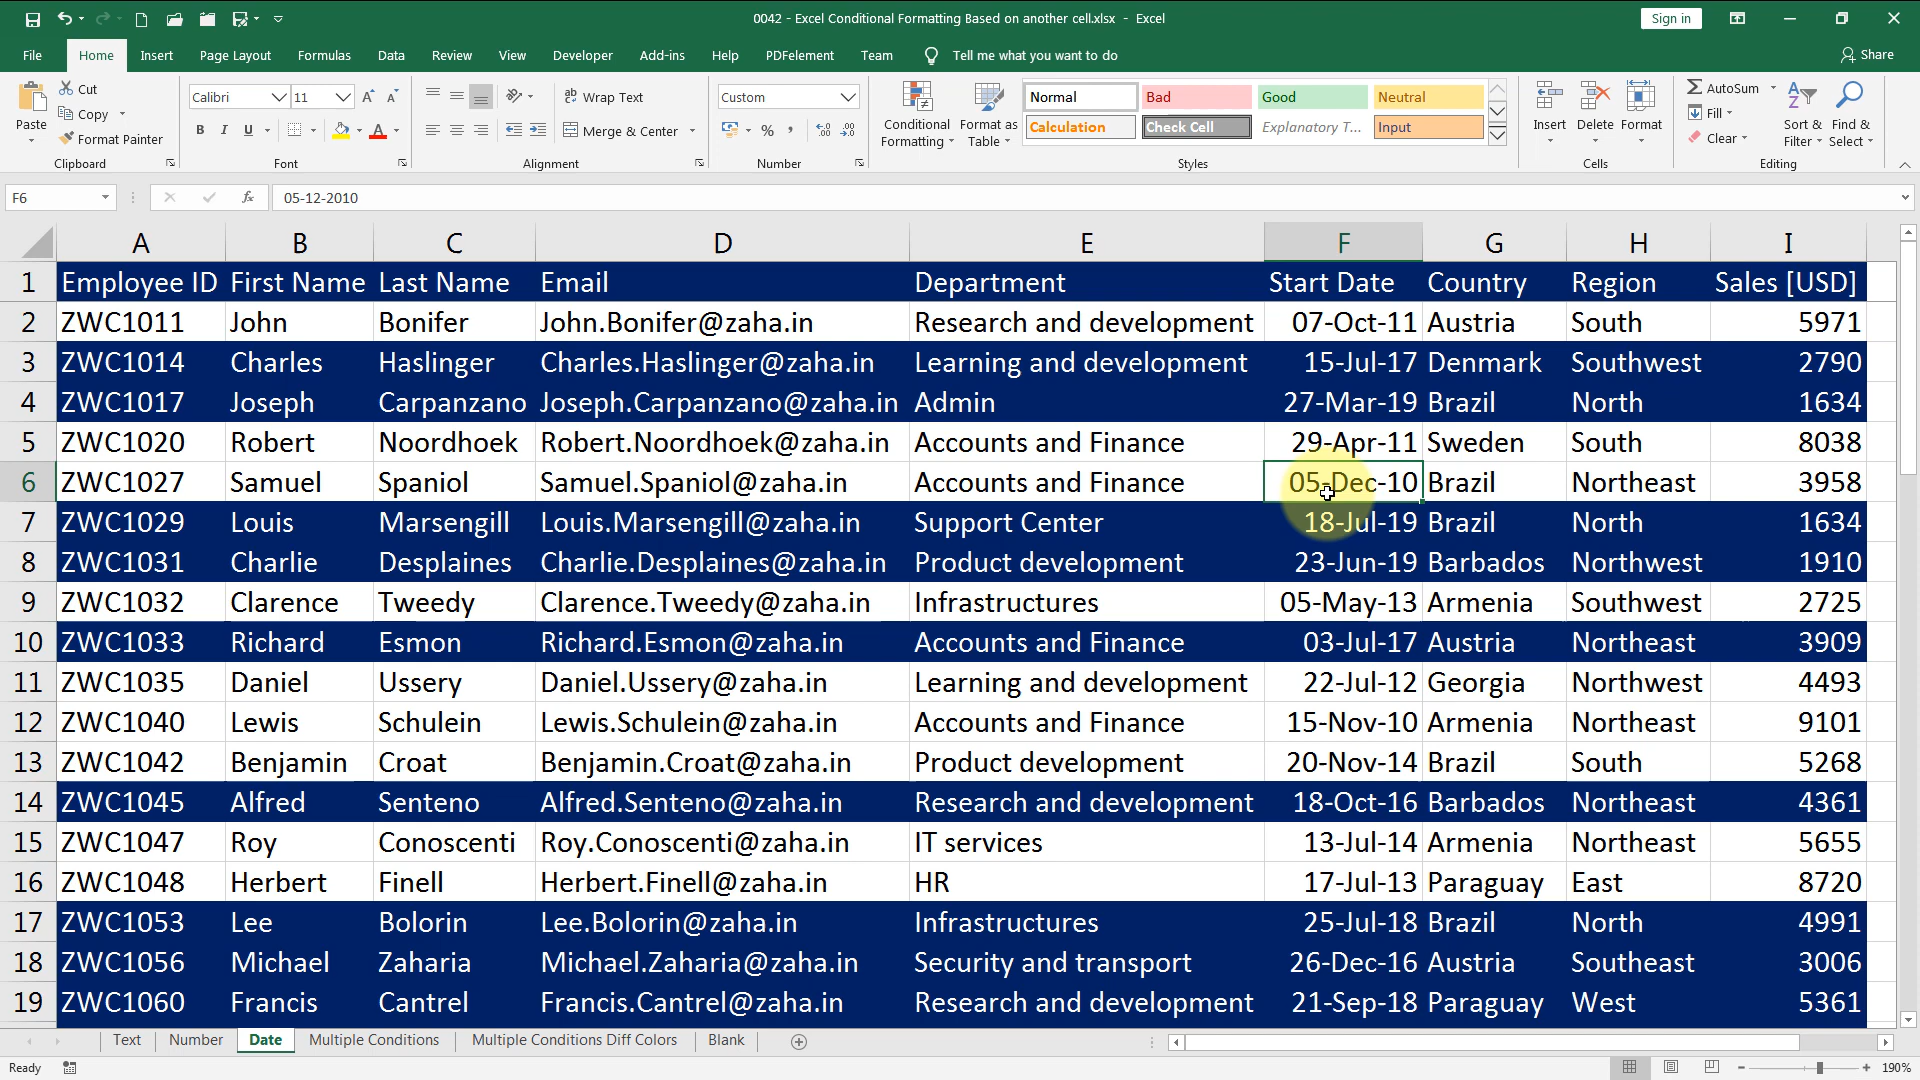 0042 - Excel Conditional Formatting Based on another cell.xlsx - Excel
Sign in
File Home Insert Page Layout Formulas Data Review View Developer Add-ins Help PDFelement Team Tell me what you want to do Share
Paste
Cut
Copy
Format Painter
Clipboard
Calibri 11
B I U
Font
Wrap Text
Merge & Center
Alignment
Custom
Number
Conditional Formatting
Format as Table
Normal Bad Good Neutral
Calculation Check Cell Explanatory T... Input
Styles
Insert Delete Format
Cells
AutoSum
Fill
Clear
Sort & Filter
Find & Select
Editing
F6 fx 05-12-2010
A B C D E F G H I
1 Employee ID First Name Last Name Email Department Start Date Country Region Sales [USD]
2 ZWC1011 John Bonifer John.Bonifer@zaha.in Research and development 07-Oct-11 Austria South 5971
3 ZWC1014 Charles Haslinger Charles.Haslinger@zaha.in Learning and development 15-Jul-17 Denmark Southwest 2790
4 ZWC1017 Joseph Carpanzano Joseph.Carpanzano@zaha.in Admin 27-Mar-19 Brazil North 1634
5 ZWC1020 Robert Noordhoek Robert.Noordhoek@zaha.in Accounts and Finance 29-Apr-11 Sweden South 8038
6 ZWC1027 Samuel Spaniol Samuel.Spaniol@zaha.in Accounts and Finance 05-Dec-10 Brazil Northeast 3958
7 ZWC1029 Louis Marsengill Louis.Marsengill@zaha.in Support Center 18-Jul-19 Brazil North 1634
8 ZWC1031 Charlie Desplaines Charlie.Desplaines@zaha.in Product development 23-Jun-19 Barbados Northwest 1910
9 ZWC1032 Clarence Tweedy Clarence.Tweedy@zaha.in Infrastructures 05-May-13 Armenia Southwest 2725
10 ZWC1033 Richard Esmon Richard.Esmon@zaha.in Accounts and Finance 03-Jul-17 Austria Northeast 3909
11 ZWC1035 Daniel Ussery Daniel.Ussery@zaha.in Learning and development 22-Jul-12 Georgia Northwest 4493
12 ZWC1040 Lewis Schulein Lewis.Schulein@zaha.in Accounts and Finance 15-Nov-10 Armenia Northeast 9101
13 ZWC1042 Benjamin Croat Benjamin.Croat@zaha.in Product development 20-Nov-14 Brazil South 5268
14 ZWC1045 Alfred Senteno Alfred.Senteno@zaha.in Research and development 18-Oct-16 Barbados Northeast 4361
15 ZWC1047 Roy Conoscenti Roy.Conoscenti@zaha.in IT services 13-Jul-14 Armenia Northeast 5655
16 ZWC1048 Herbert Finell Herbert.Finell@zaha.in HR 17-Jul-13 Paraguay East 8720
17 ZWC1053 Lee Bolorin Lee.Bolorin@zaha.in Infrastructures 25-Jul-18 Brazil North 4991
18 ZWC1056 Michael Zaharia Michael.Zaharia@zaha.in Security and transport 26-Dec-16 Austria Southeast 3006
19 ZWC1060 Francis Cantrel Francis.Cantrel@zaha.in Research and development 21-Sep-18 Paraguay West 5361
Text Number Date Multiple Conditions Multiple Conditions Diff Colors Blank
Ready 190%